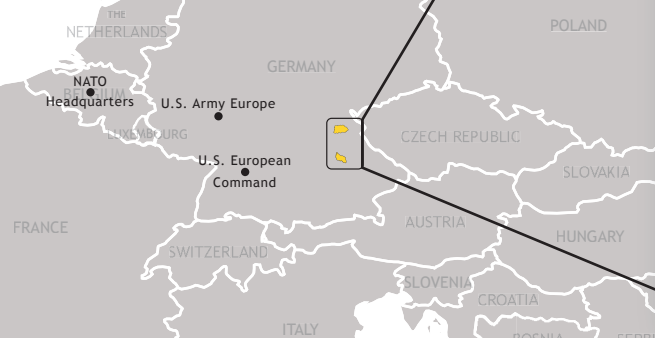 THE
NETHERLANDS
POLAND
GERMANY
NATO
Headquarters
BELGIUM
U.S. Army Europe
LUXEMBOURG
CZECH REPUBLIC
U.S. European
Command
SLOVAKIA
FRANCE
AUSTRIA
HUNGARY
SWITZERLAND
SLOVENIA
CROATIA
ITALY